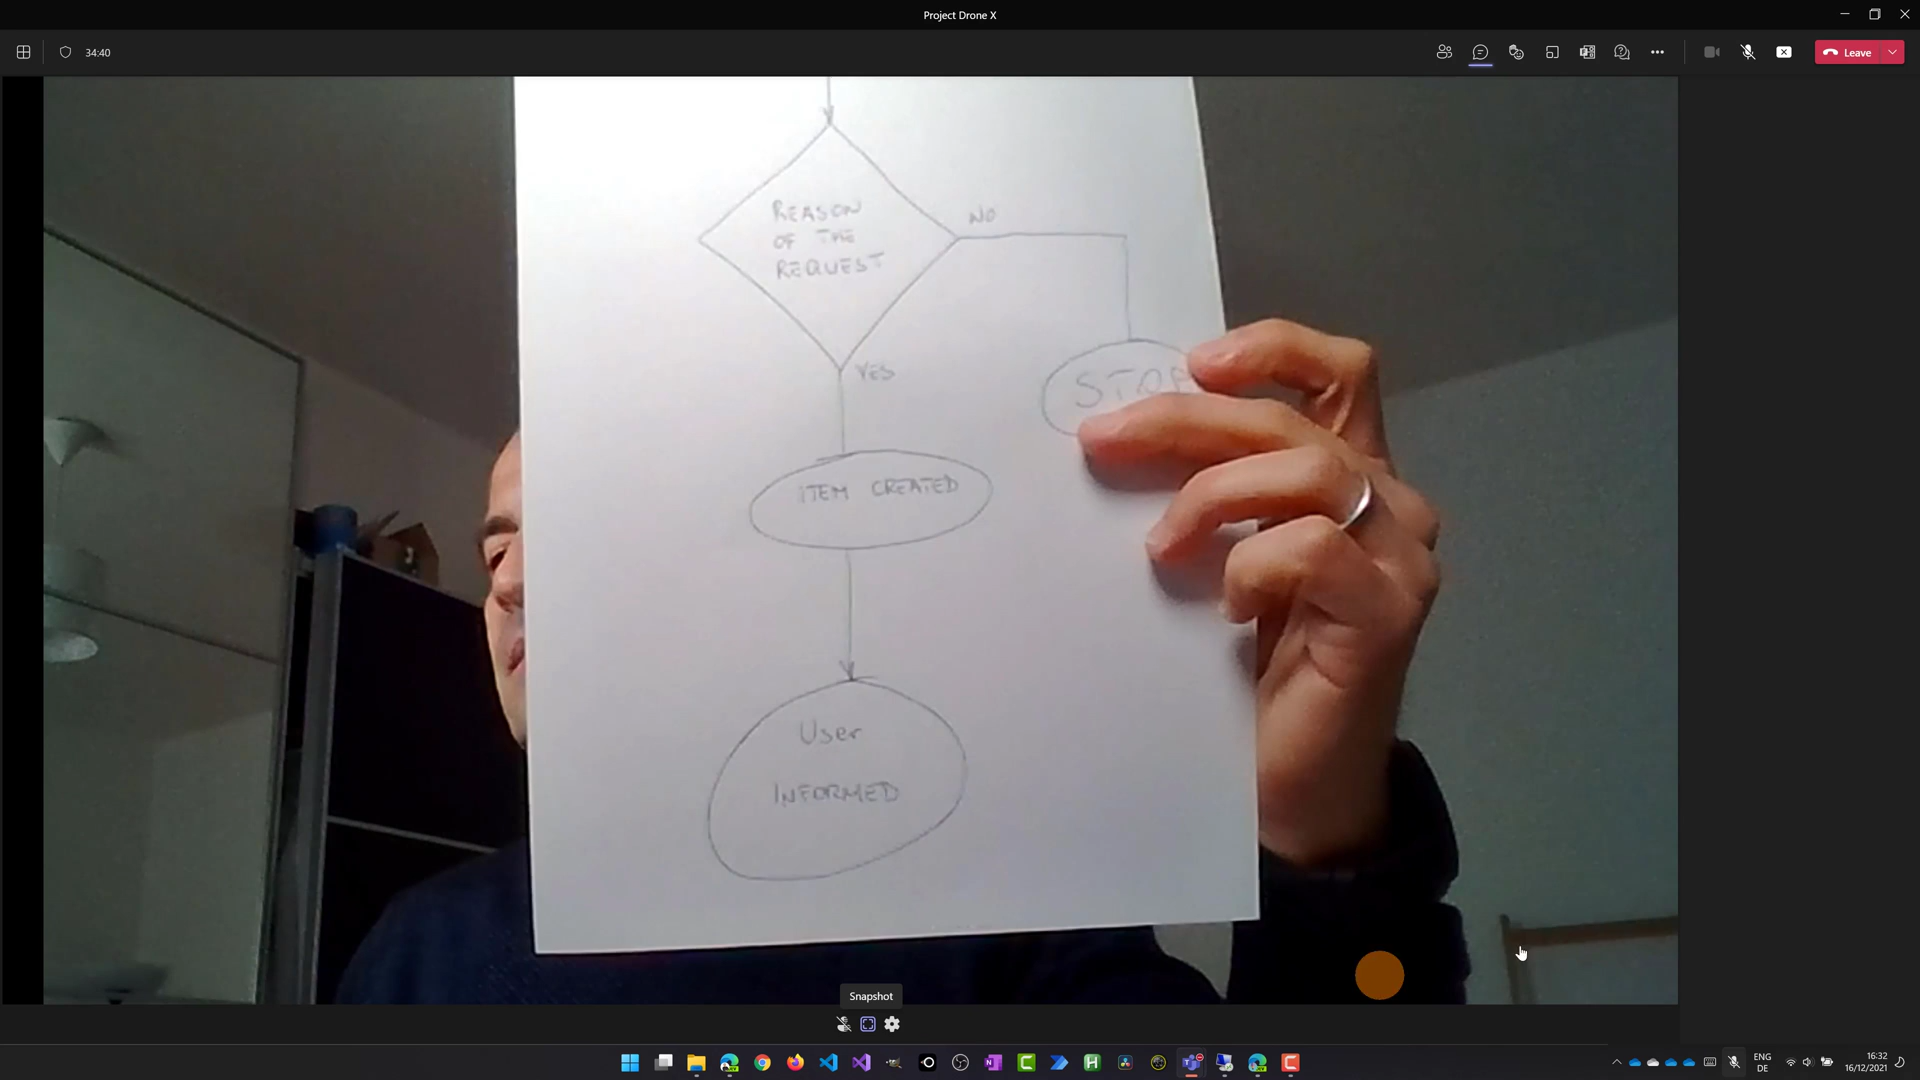 Project Drone X
34:40
Leave
REASON
OF THE
REQUEST
NO
YES
STOP
ITEM CREATED
User
INFORMED
Snapshot
ENG
DE
16:32
16/12/2021